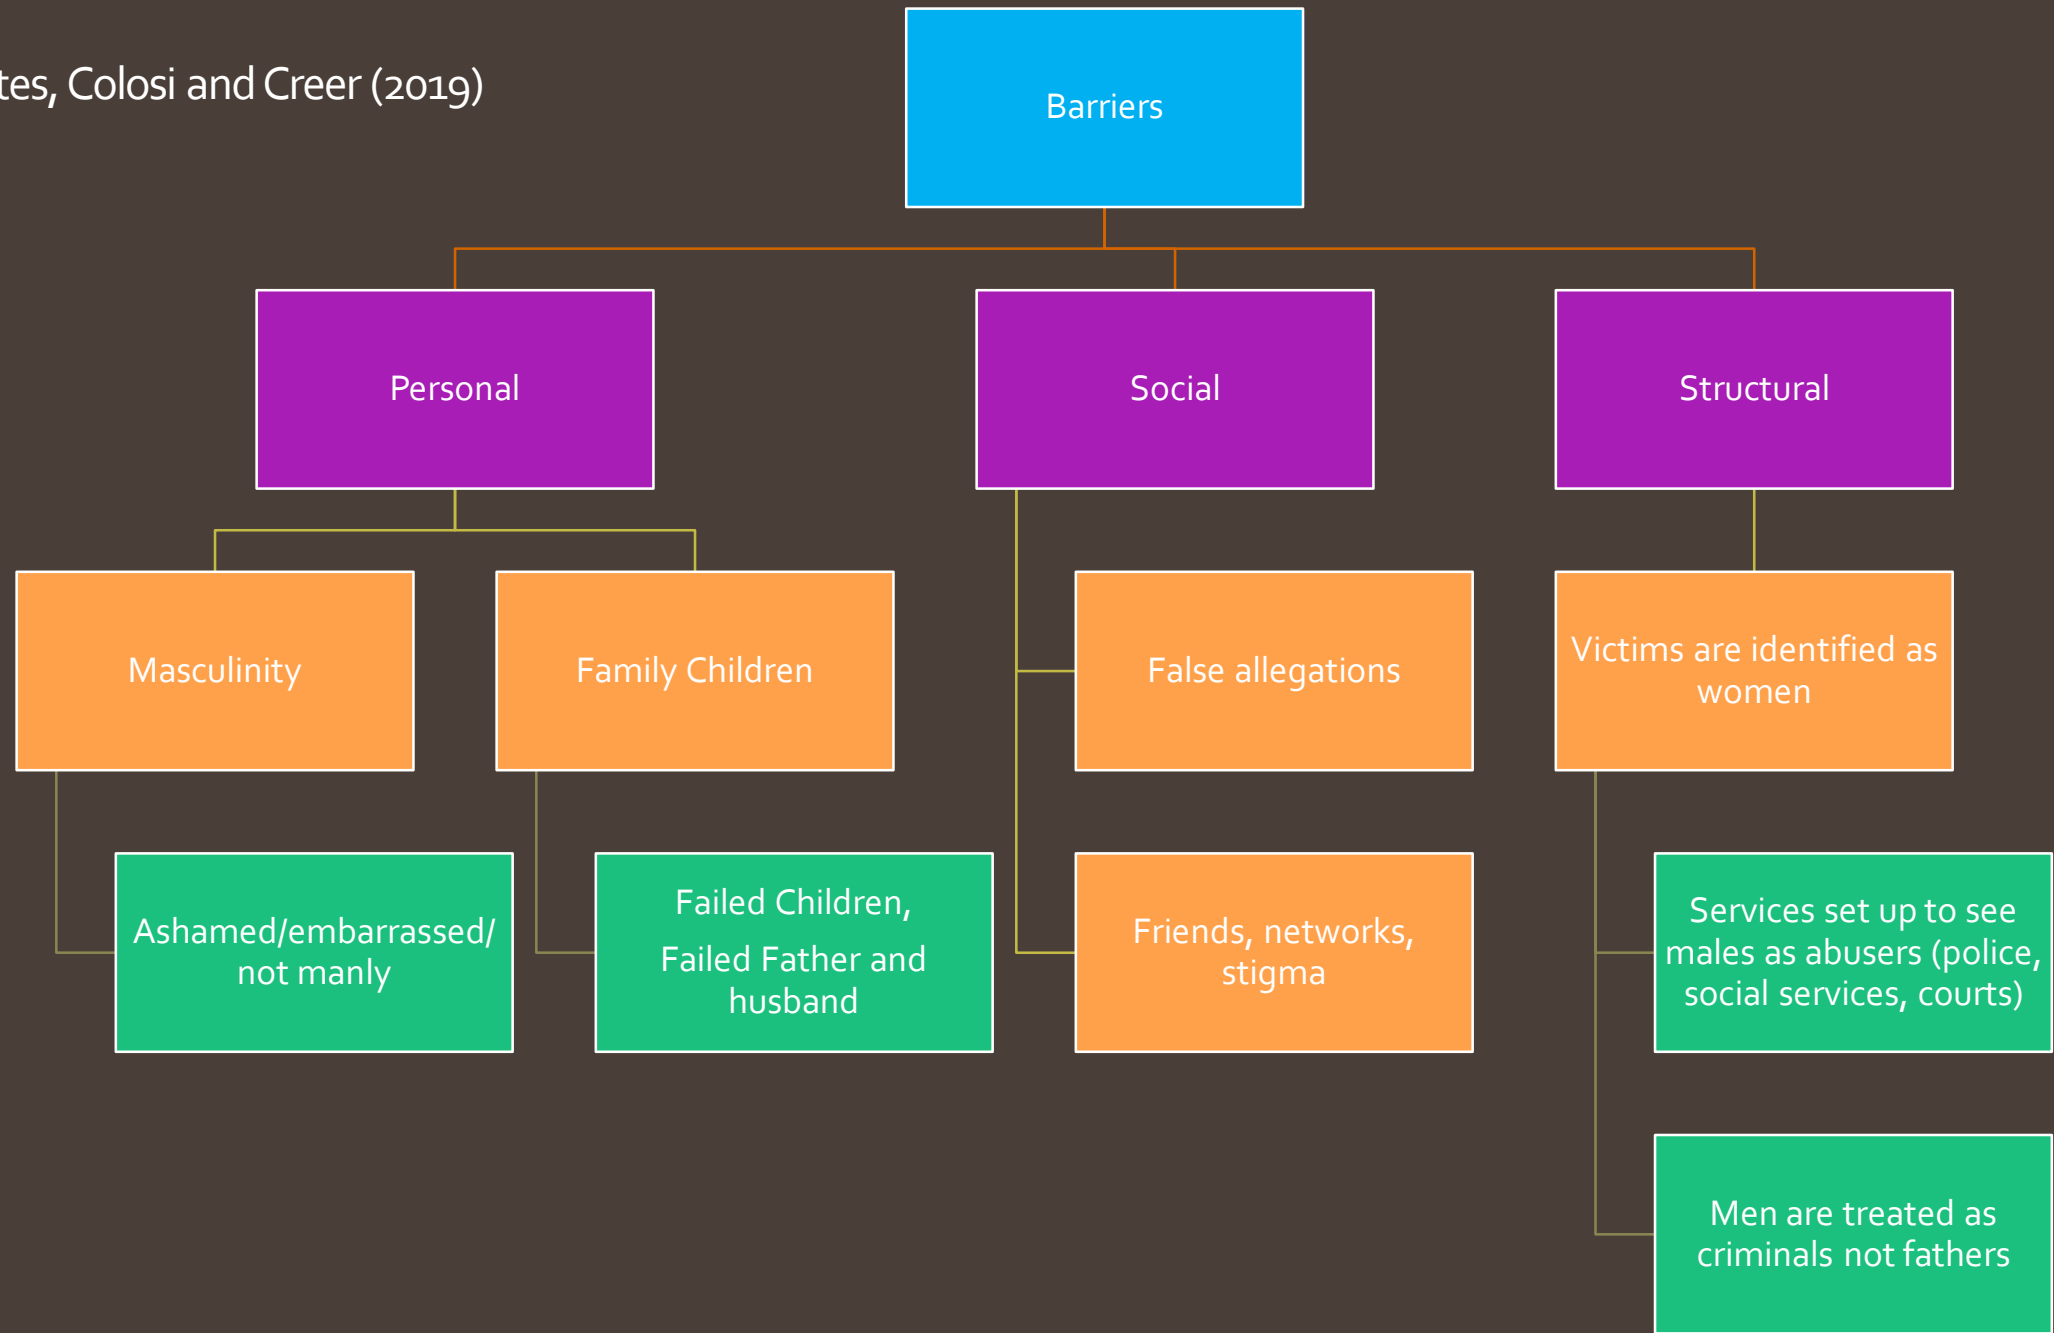 Colosi and Creer (2019)
Barriers
Personal
Social
Structural
Masculinity
Family Children
False allegations
Victims are identified as
women
Ashamed/embarrassed/
not manly
Failed Children,
Failed Father and
husband
Friends, networks,
stigma
Services set up to see
males as abusers (police,
social services, courts)
Men are treated as
criminals not fathers